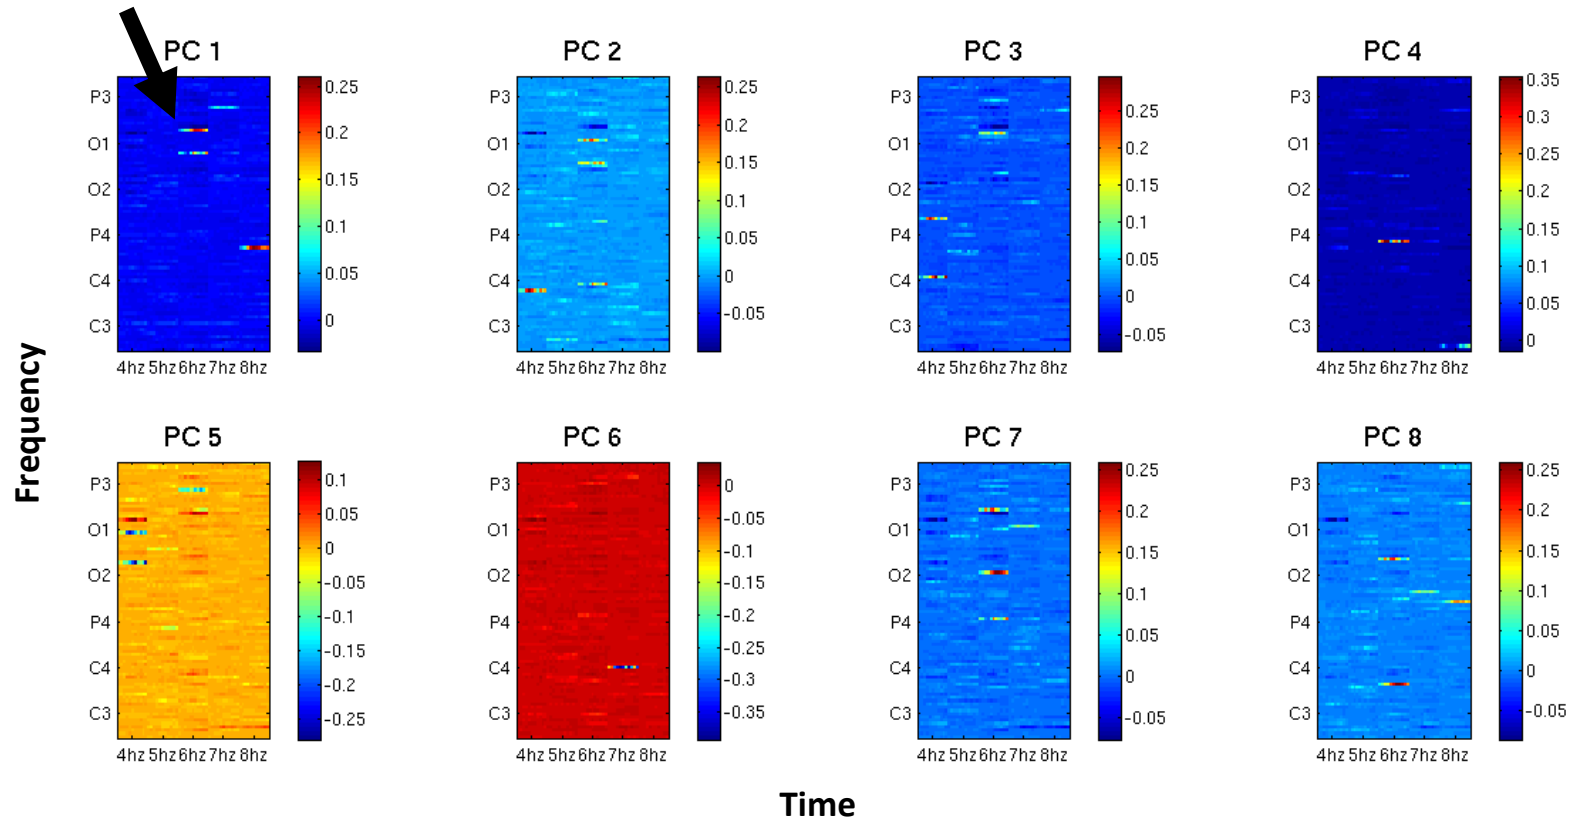 PC 1
P3
O1
O2
P4
C4
C3
4hz 5hz 6hz 7hz 8hz
0.25
0.2
0.15
0.1
0.05
0
PC 2
P3
O1
O2
P4
C4
C3
4hz 5hz 6hz 7hz 8hz
0.25
0.2
0.15
0.1
0.05
0
-0.05
PC 3
P3
O1
O2
P4
C4
C3
4hz 5hz 6hz 7hz 8hz
0.25
0.2
0.15
0.1
0.05
0
-0.05
PC 4
P3
O1
O2
P4
C4
C3
4hz 5hz 6hz 7hz 8hz
0.35
0.3
0.25
0.2
0.15
0.1
0.05
0
Frequency
PC 5
P3
O1
O2
P4
C4
C3
4hz 5hz 6hz 7hz 8hz
0.1
0.05
0
-0.05
-0.1
-0.15
-0.2
-0.25
PC 6
P3
O1
O2
P4
C4
C3
4hz 5hz 6hz 7hz 8hz
0
-0.05
-0.1
-0.15
-0.2
-0.25
-0.3
-0.35
PC 7
P3
O1
O2
P4
C4
C3
4hz 5hz 6hz 7hz 8hz
0.25
0.2
0.15
0.1
0.05
0
-0.05
PC 8
P3
O1
O2
P4
C4
C3
4hz 5hz 6hz 7hz 8hz
0.25
0.2
0.15
0.1
0.05
0
-0.05
Time